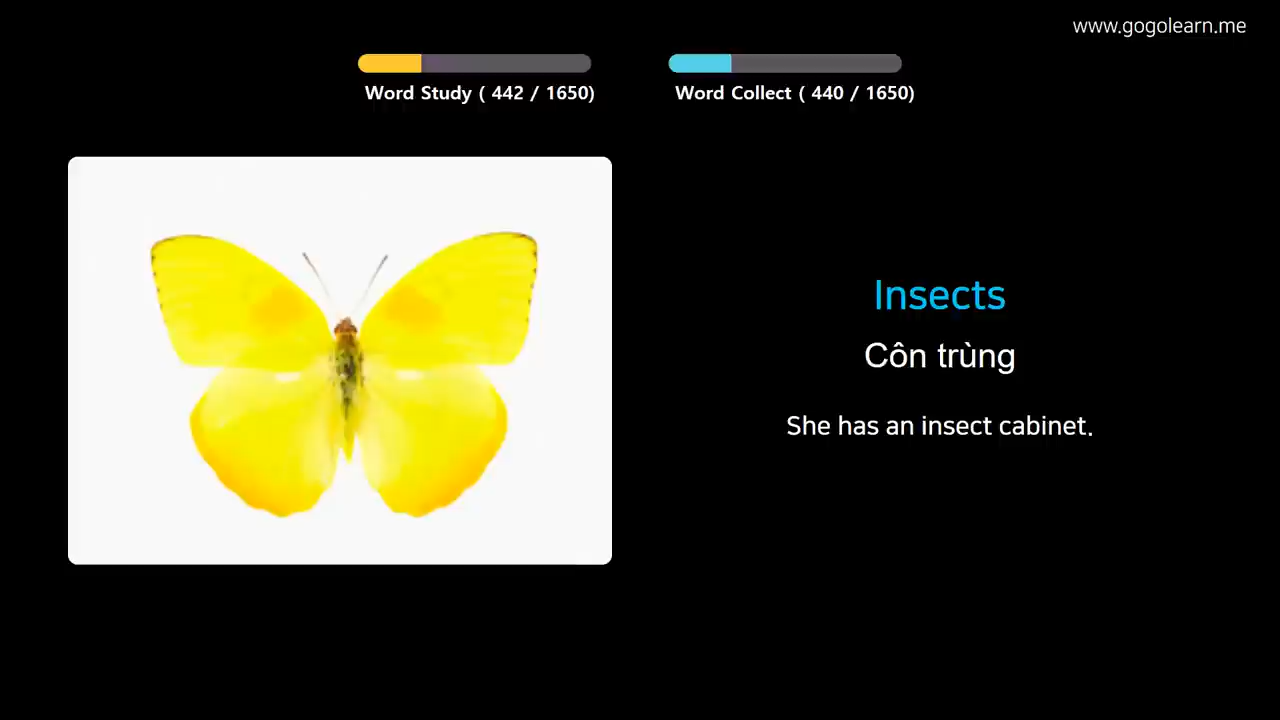 www.gogolearn.me
Word Study ( 442 / 1650)
Word Collect ( 440 / 1650)
Insects
Côn trùng
She has an insect cabinet.